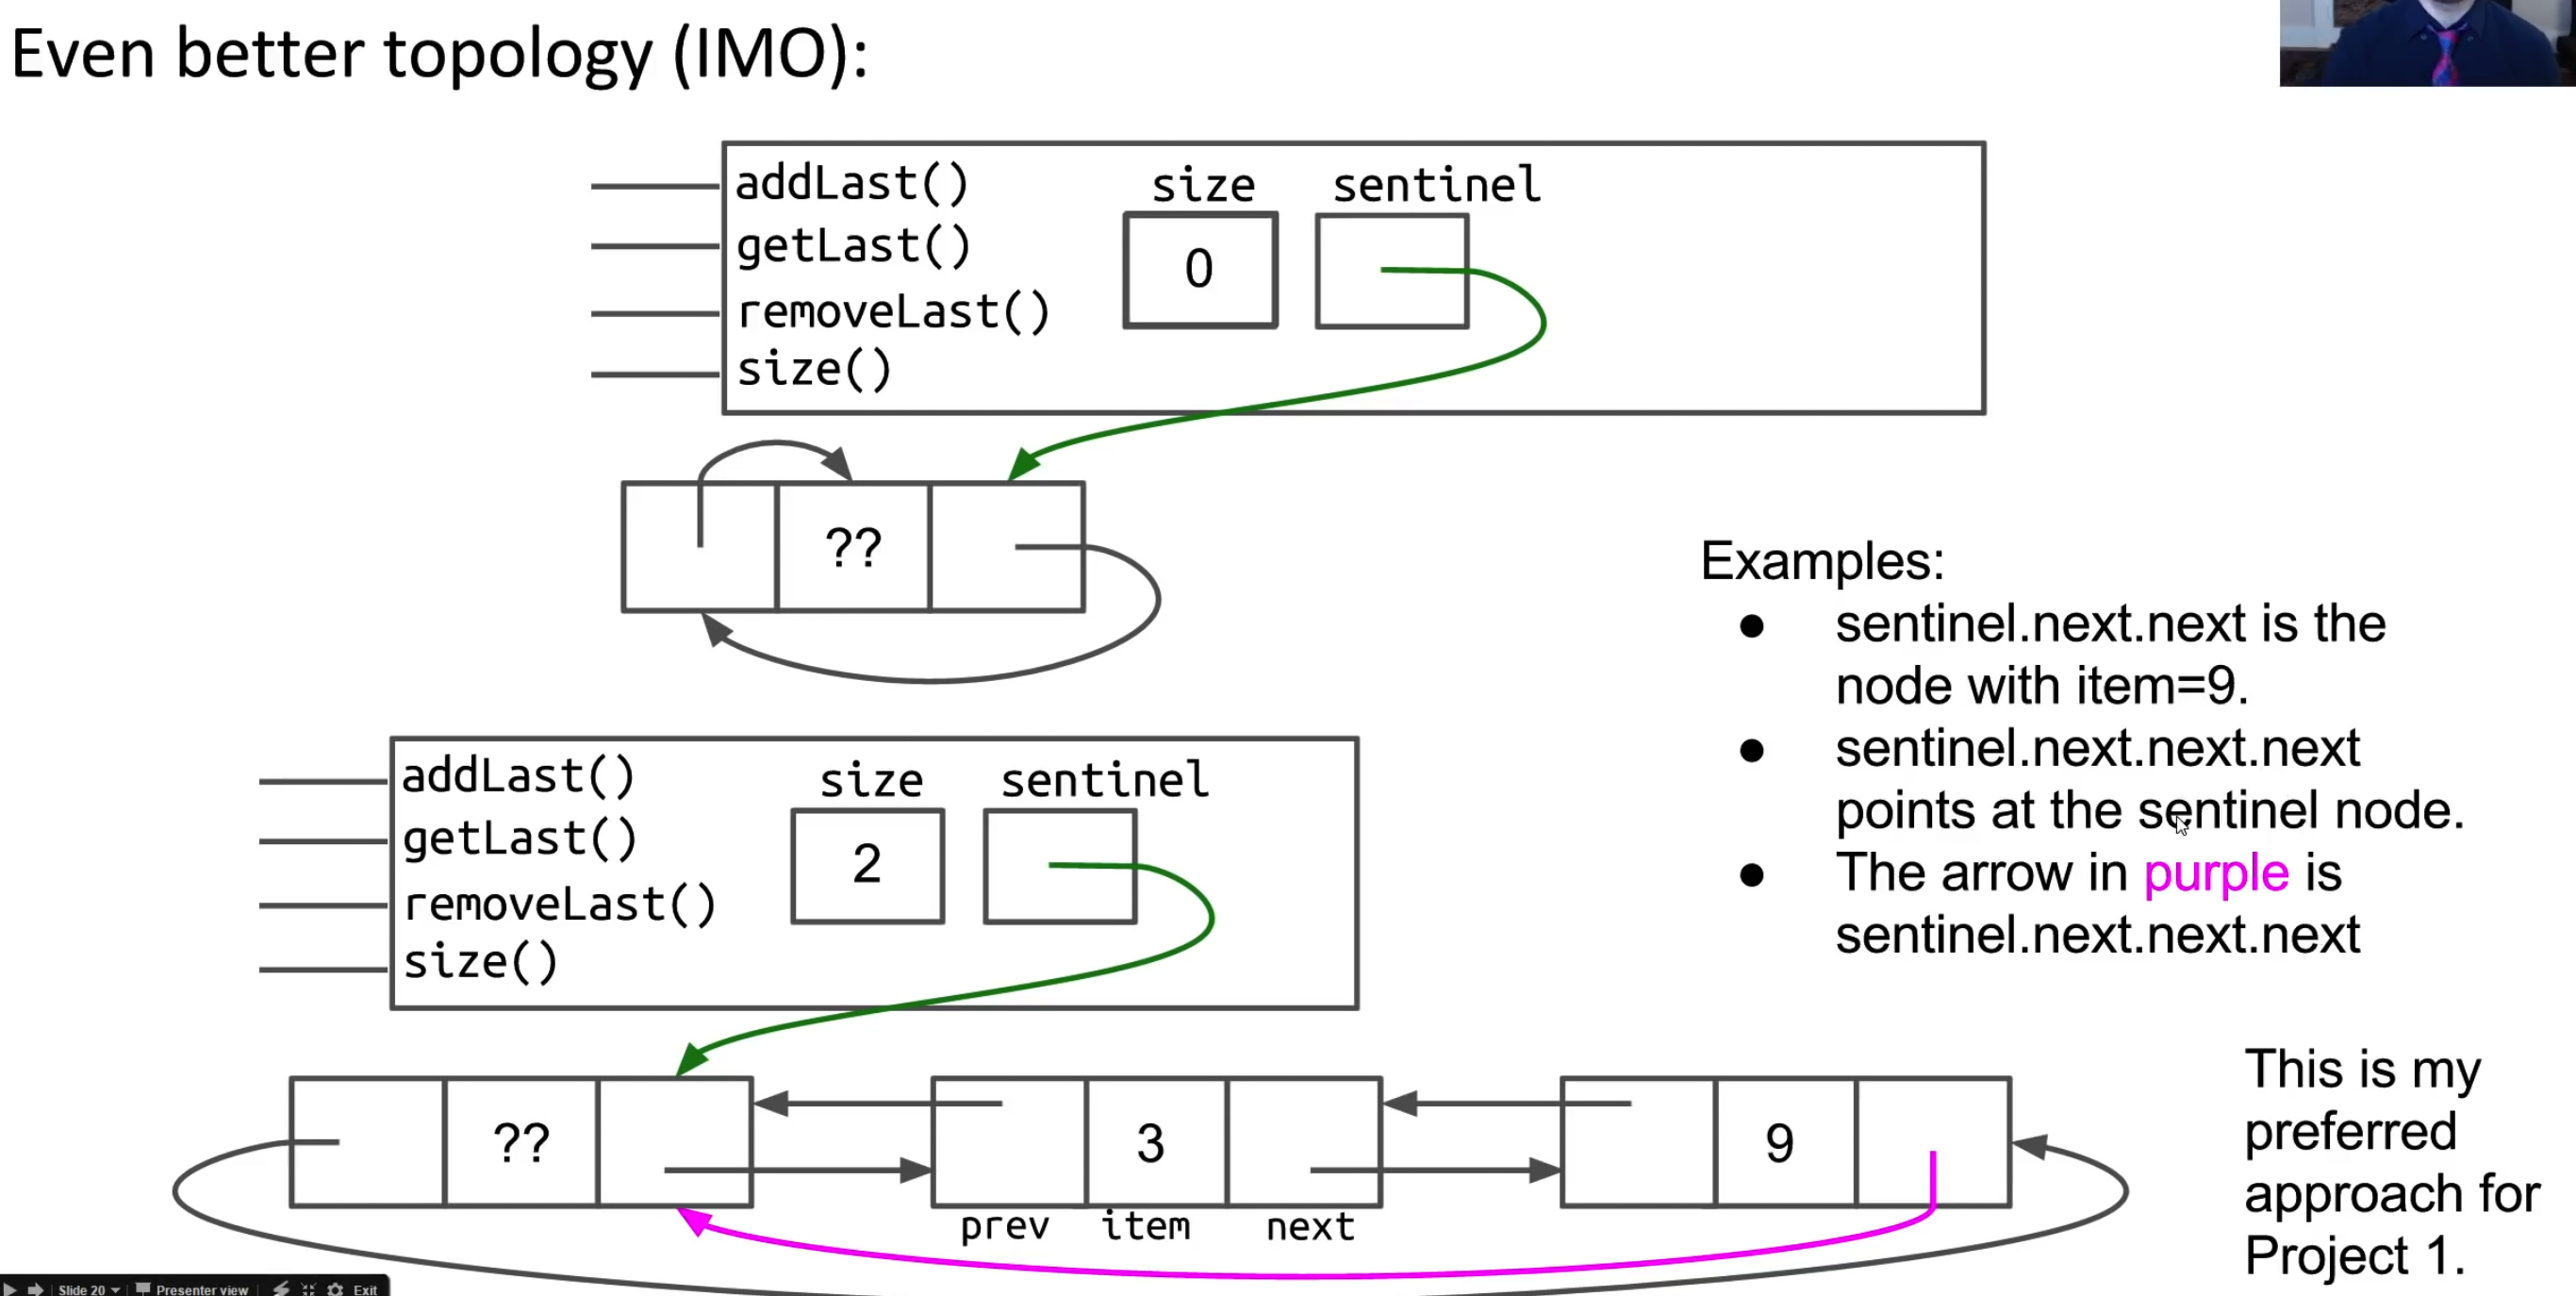 Even better topology (IMO):
addLast()
getLast()
removeLast()
size()
size
sentinel
0
??
Examples:
● sentinel.next.next is the
node with item=9.
● sentinel.next.next.next
points at the sentinel node.
● The arrow in purple is
sentinel.next.next.next
addLast()
getLast()
removeLast()
size()
size
sentinel
2
??
3
9
prev item next
This is my
preferred
approach for
Project 1.
Slide 20 Presenter view Exit